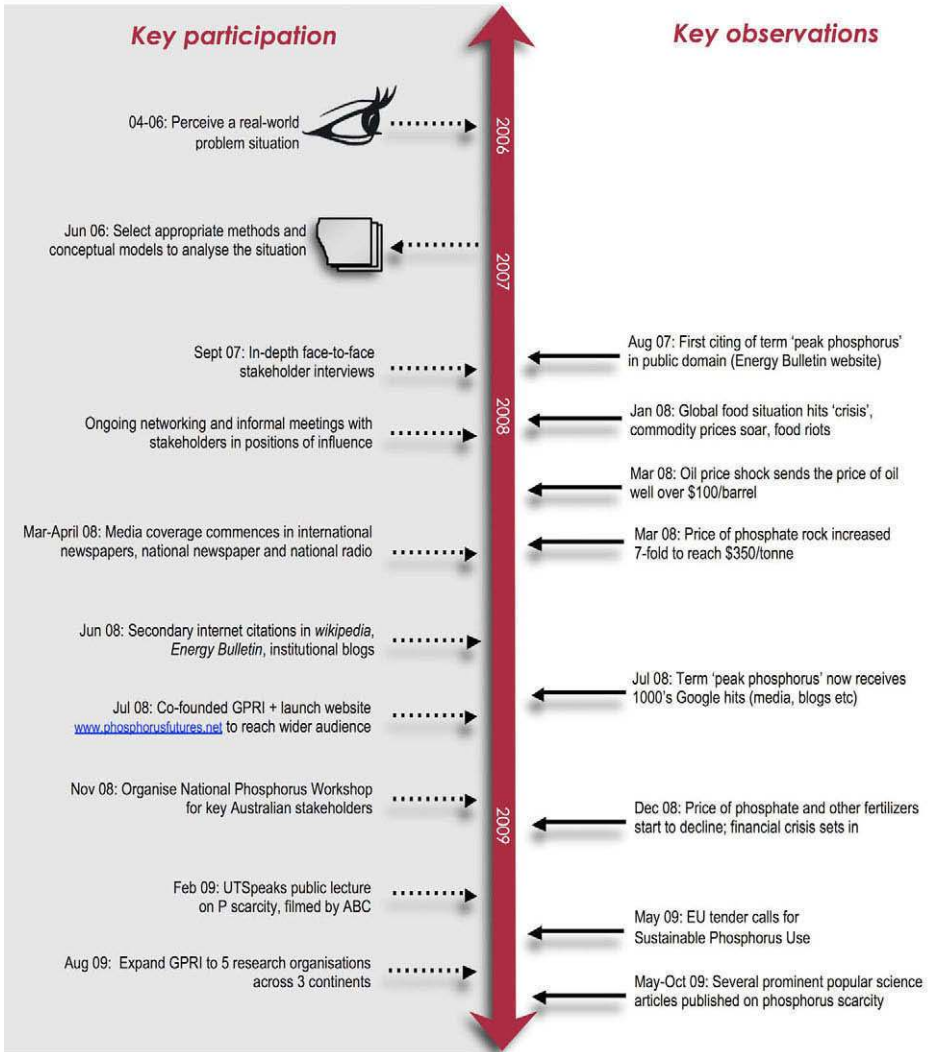 Key participation
Key observations
04-06: Perceive a real-world
problem situation
2006
Jun 06: Select appropriate methods and
conceptual models to analyse the situation
2007
Aug 07: First citing of term ‘peak phosphorus’
in public domain (Energy Bulletin website)
Sept 07: In-depth face-to-face
stakeholder interviews
2008
Jan 08: Global food situation hits ‘crisis’,
commodity prices soar, food riots
Ongoing networking and informal meetings with
stakeholders in positions of influence
Mar 08: Oil price shock sends the price of oil
well over $100/barrel
Mar-April 08: Media coverage commences in international
newspapers, national newspaper and national radio
Mar 08: Price of phosphate rock increased
7-fold to reach $350/tonne
Jun 08: Secondary internet citations in wikipedia,
Energy Bulletin, institutional blogs
Jul 08: Term ‘peak phosphorus’ now receives
1000’s Google hits (media, blogs etc)
Jul 08: Co-founded GPRI + launch website
www.phosphorusfutures.net to reach wider audience
Nov 08: Organise National Phosphorus Workshop
for key Australian stakeholders
2009
Dec 08: Price of phosphate and other fertilizers
start to decline; financial crisis sets in
Feb 09: UTSpeaks public lecture
on P scarcity, filmed by ABC
May 09: EU tender calls for
Sustainable Phosphorus Use
Aug 09: Expand GPRI to 5 research organisations
across 3 continents
May-Oct 09: Several prominent popular science
articles published on phosphorus scarcity